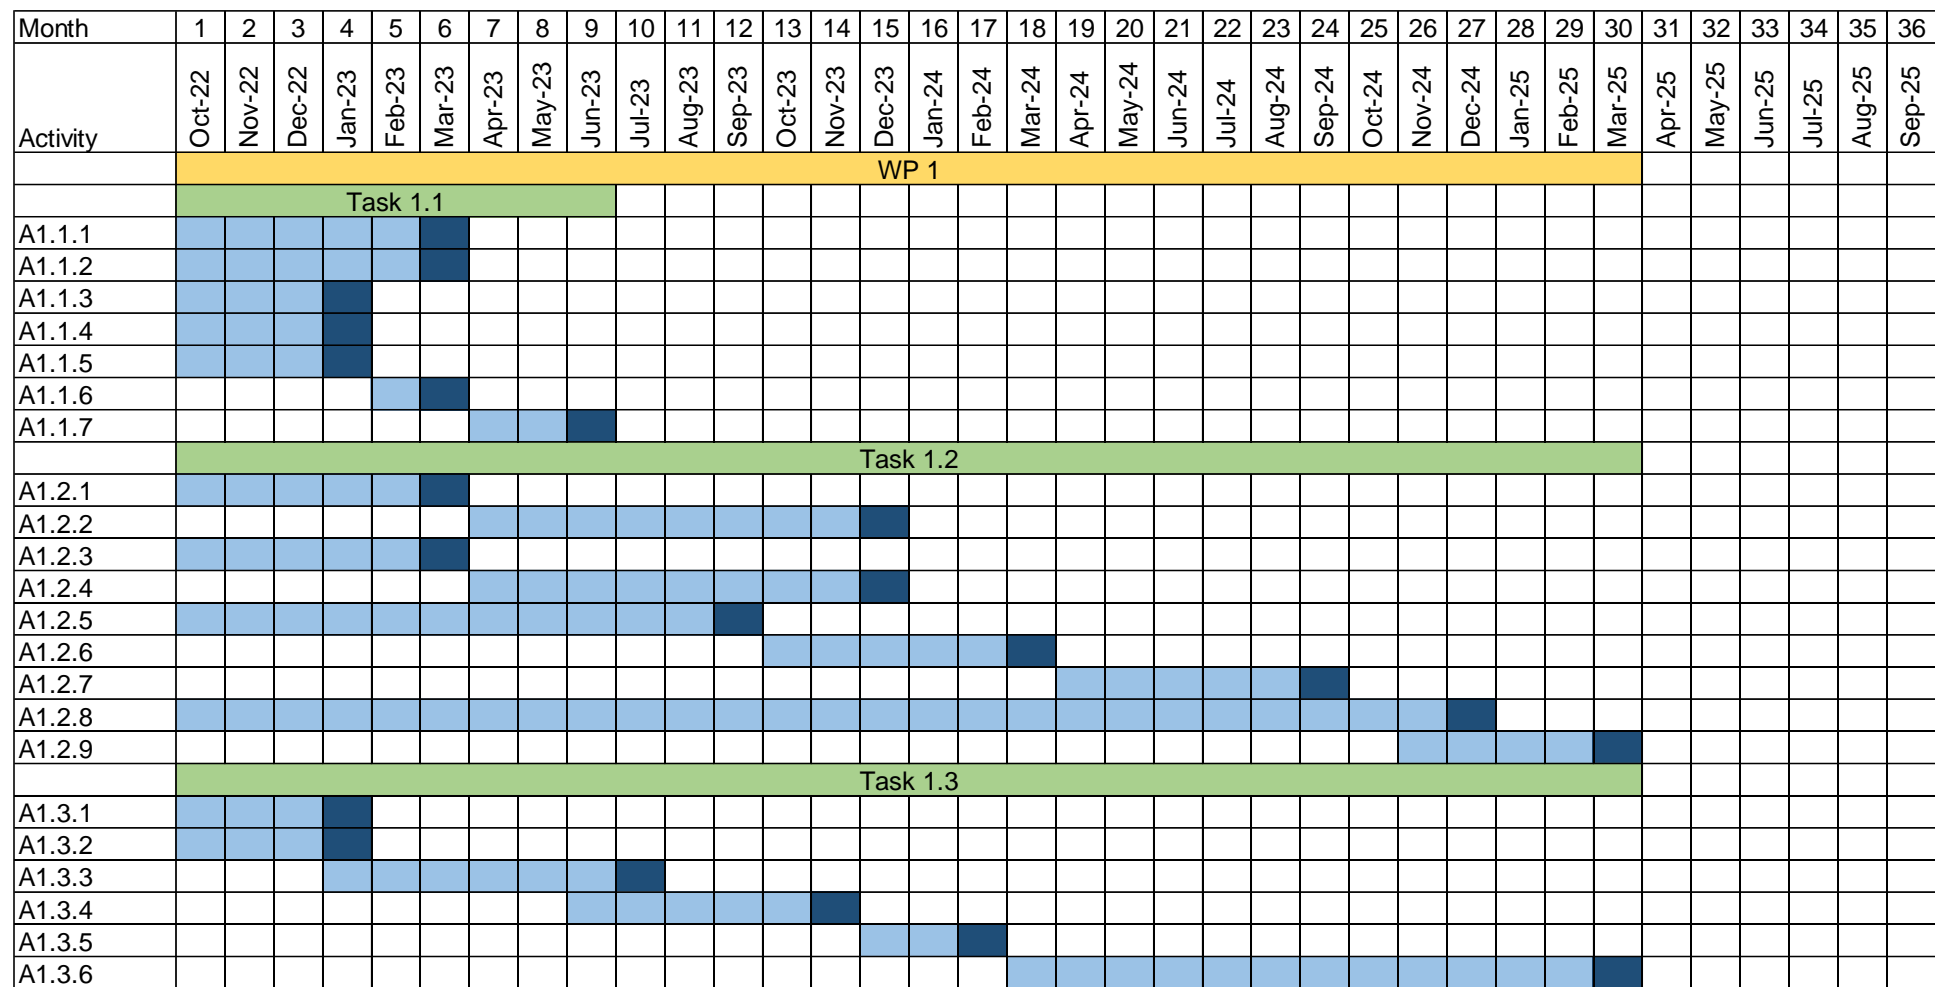 Month 1 2 3 4 5 6 7 8 9 10 11 12 13 14 15 16 17 18 19 20 21 22 23 24 25 26 27 28 29 30 31 32 33 34 35 36
Activity Oct-22 Nov-22 Dec-22 Jan-23 Feb-23 Mar-23 Apr-23 May-23 Jun-23 Jul-23 Aug-23 Sep-23 Oct-23 Nov-23 Dec-23 Jan-24 Feb-24 Mar-24 Apr-24 May-24 Jun-24 Jul-24 Aug-24 Sep-24 Oct-24 Nov-24 Dec-24 Jan-25 Feb-25 Mar-25 Apr-25 May-25 Jun-25 Jul-25 Aug-25 Sep-25
WP 1
Task 1.1
A1.1.1
A1.1.2
A1.1.3
A1.1.4
A1.1.5
A1.1.6
A1.1.7
Task 1.2
A1.2.1
A1.2.2
A1.2.3
A1.2.4
A1.2.5
A1.2.6
A1.2.7
A1.2.8
A1.2.9
Task 1.3
A1.3.1
A1.3.2
A1.3.3
A1.3.4
A1.3.5
A1.3.6